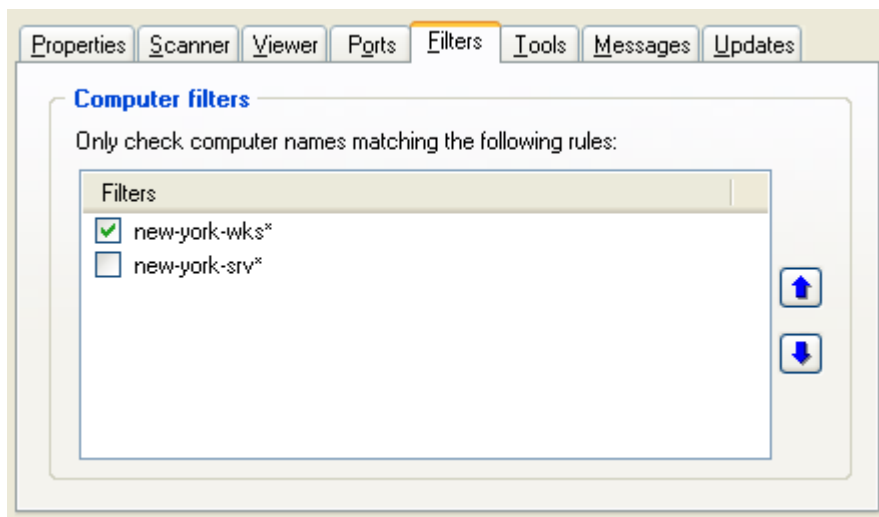 Properties Scanner Viewer Ports Filters Tools Messages Updates
Computer filters
Only check computer names matching the following rules:
Filters
new-york-wks*
new-york-srv*